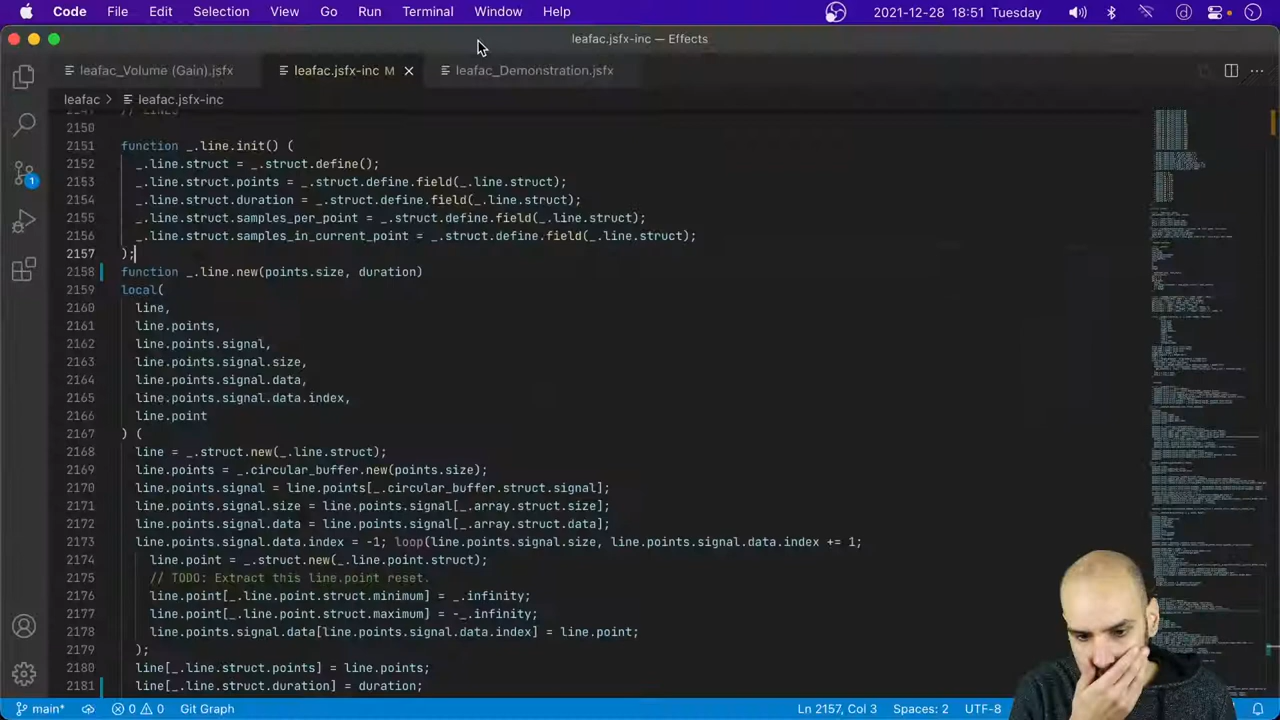 Code File Edit Selection View Go Run Terminal Window Help 2021-12-28 18:51 Tuesday
leafac.jsfx-inc — Effects
leafac_Volume (Gain).jsfx leafac.jsfx-inc M leafac_Demonstration.jsfx
leafac > leafac.jsfx-inc
2150
2151 function _.line.init() (
2152 _.line.struct = _.struct.define();
2153 _.line.struct.points = _.struct.define.field(_.line.struct);
2154 _.line.struct.duration = _.struct.define.field(_.line.struct);
2155 _.line.struct.samples_per_point = _.struct.define.field(_.line.struct);
2156 _.line.struct.samples_in_current_point = _.struct.define.field(_.line.struct);
2157 );
2158 function _.line.new(points.size, duration)
2159 local(
2160 line,
2161 line.points,
2162 line.points.signal,
2163 line.points.signal.size,
2164 line.points.signal.data,
2165 line.points.signal.data.index,
2166 line.point
2167 ) (
2168 line = _.struct.new(_.line.struct);
2169 line.points = _.circular_buffer.new(points.size);
2170 line.points.signal = line.points[_.circular_buffer.struct.signal];
2171 line.points.signal.size = line.points.signal[_.array.struct.size];
2172 line.points.signal.data = line.points.signal[_.array.struct.data];
2173 line.points.signal.data.index = -1; loop(line.points.signal.size, line.points.signal.data.index += 1;
2174 line.point = _.struct.new(_.line.point.struct);
2175 // TODO: Extract this line.point reset.
2176 line.point[_.line.point.struct.minimum] = _.infinity;
2177 line.point[_.line.point.struct.maximum] = -_.infinity;
2178 line.points.signal.data[line.points.signal.data.index] = line.point;
2179 );
2180 line[_.line.struct.points] = line.points;
2181 line[_.line.struct.duration] = duration;
1
main* 0 0 Git Graph Ln 2157, Col 3 Spaces: 2 UTF-8